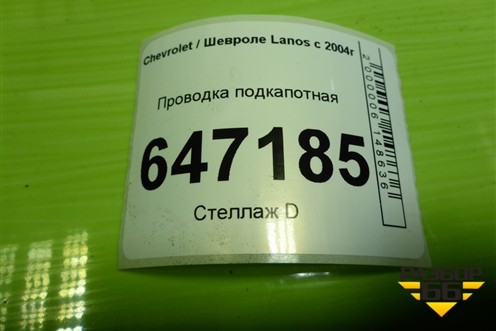 Chevrolet / Шевроле Lanos с 2004г
Проводка подкапотная
647185
Стеллаж D
2000006148636
РАЗБОР
66